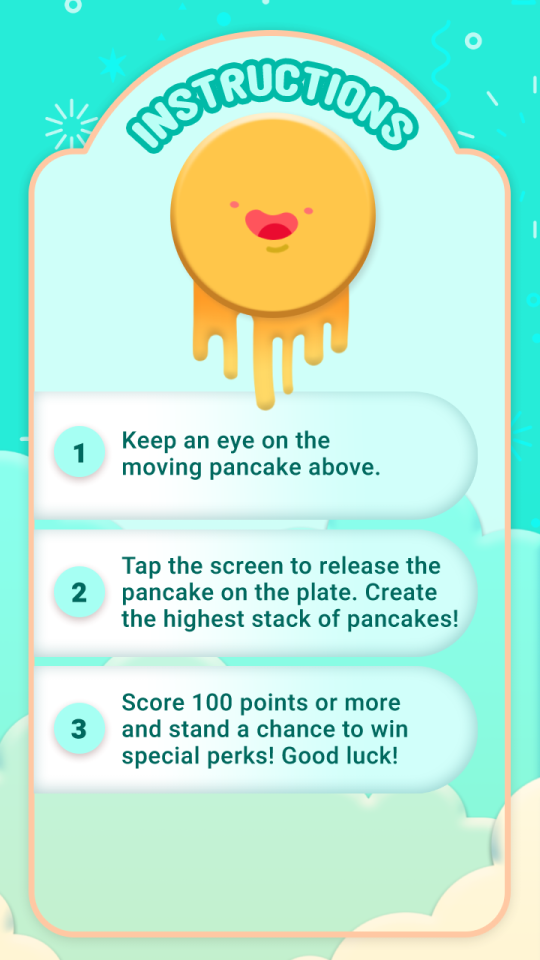 INSTRUCTIONS
1
Keep an eye on the
moving pancake above.
2
Tap the screen to release the
pancake on the plate. Create
the highest stack of pancakes!
3
Score 100 points or more
and stand a chance to win
special perks! Good luck!